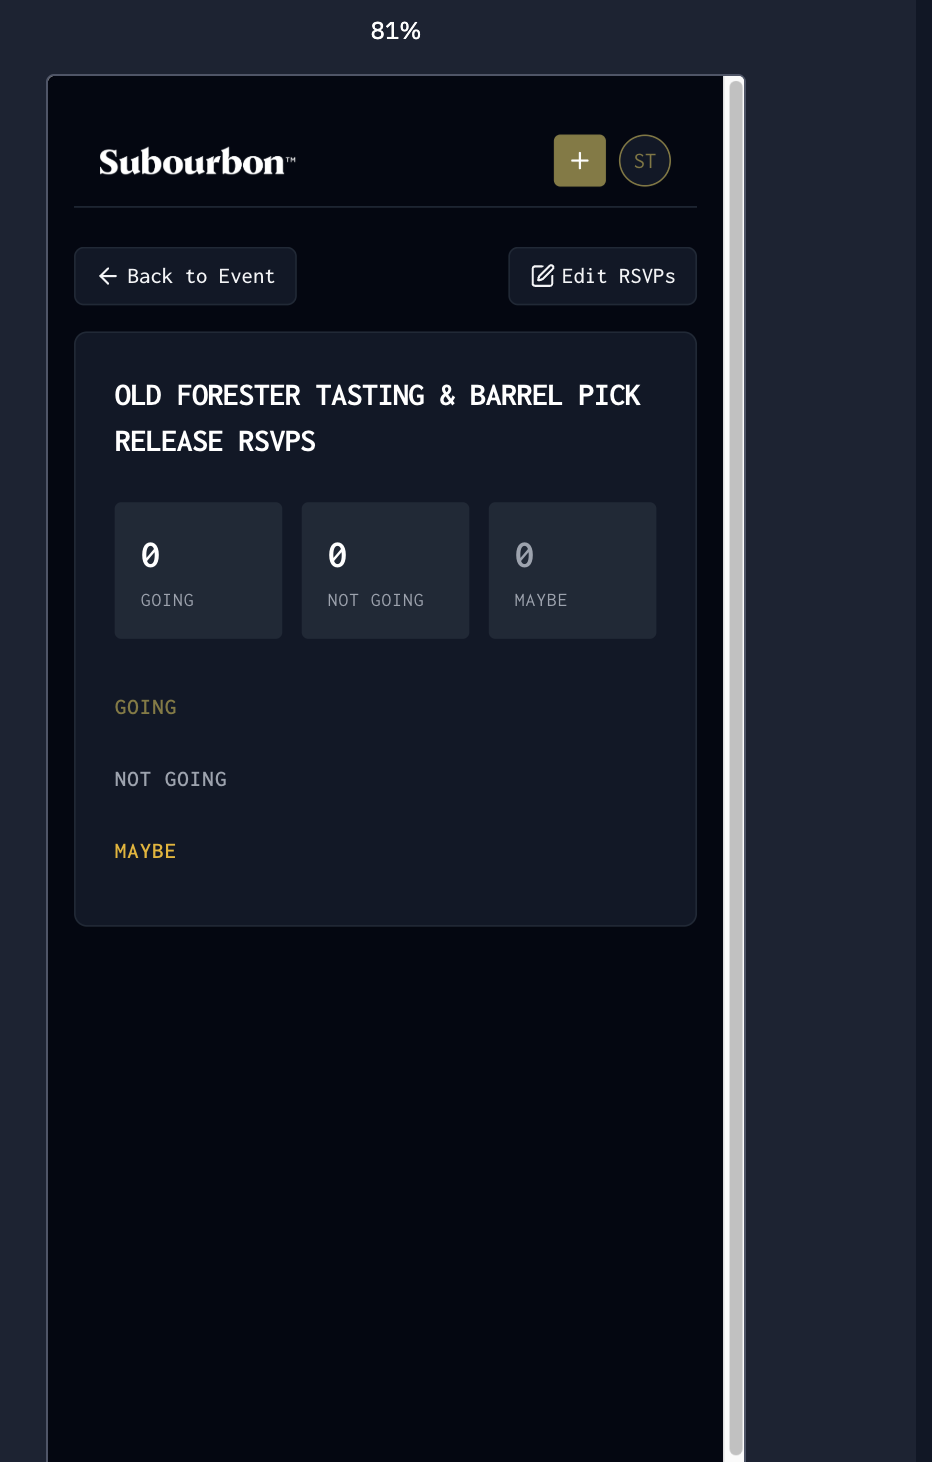 81%
Subourbon™
ST
Back to Event
Edit RSVPs
OLD FORESTER TASTING & BARREL PICK
RELEASE RSVPS
0
GOING
0
NOT GOING
0
MAYBE
GOING
NOT GOING
MAYBE